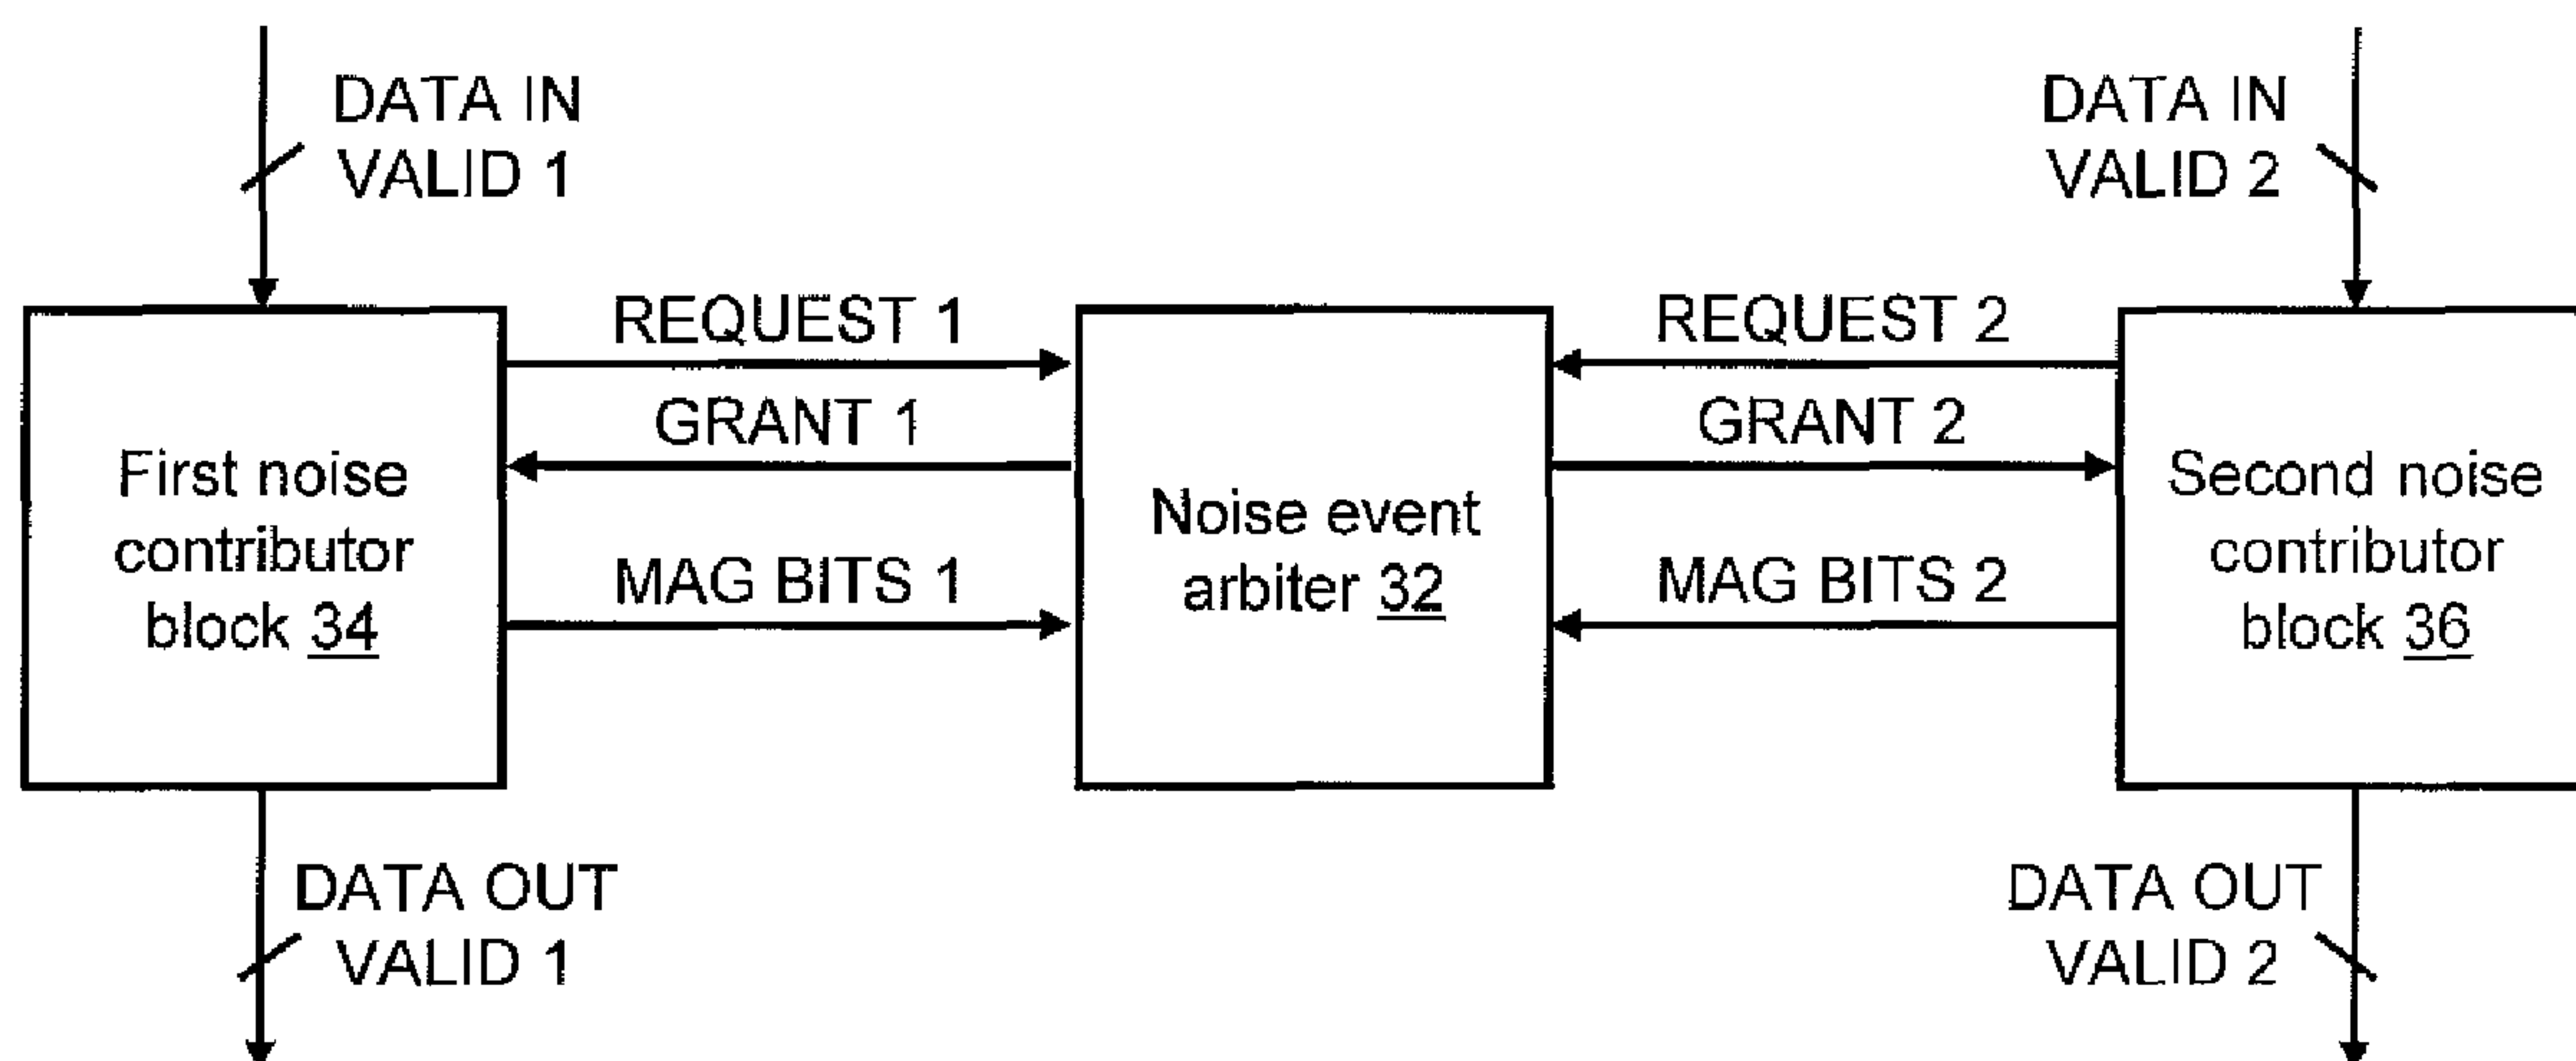 DATA IN
VALID 1
DATA IN
VALID 2
REQUEST 1
GRANT 1
MAG BITS 1
REQUEST 2
GRANT 2
MAG BITS 2
First noise
contributor
block 34
Noise event
arbiter 32
Second noise
contributor
block 36
DATA OUT
VALID 1
DATA OUT
VALID 2